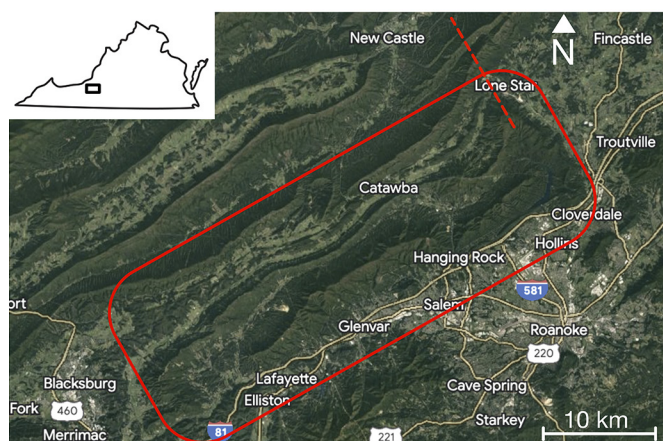 New Castle
N
Fincastle
Lone Star
Troutville
Catawba
Cloverdale
Hollins
Hanging Rock
581
ort
Salem
Glenvar
Roanoke
220
Lafayette
Blacksburg
Cave Spring
Elliston
Fork
460
Starkey
10 km
81
Merrimac
221